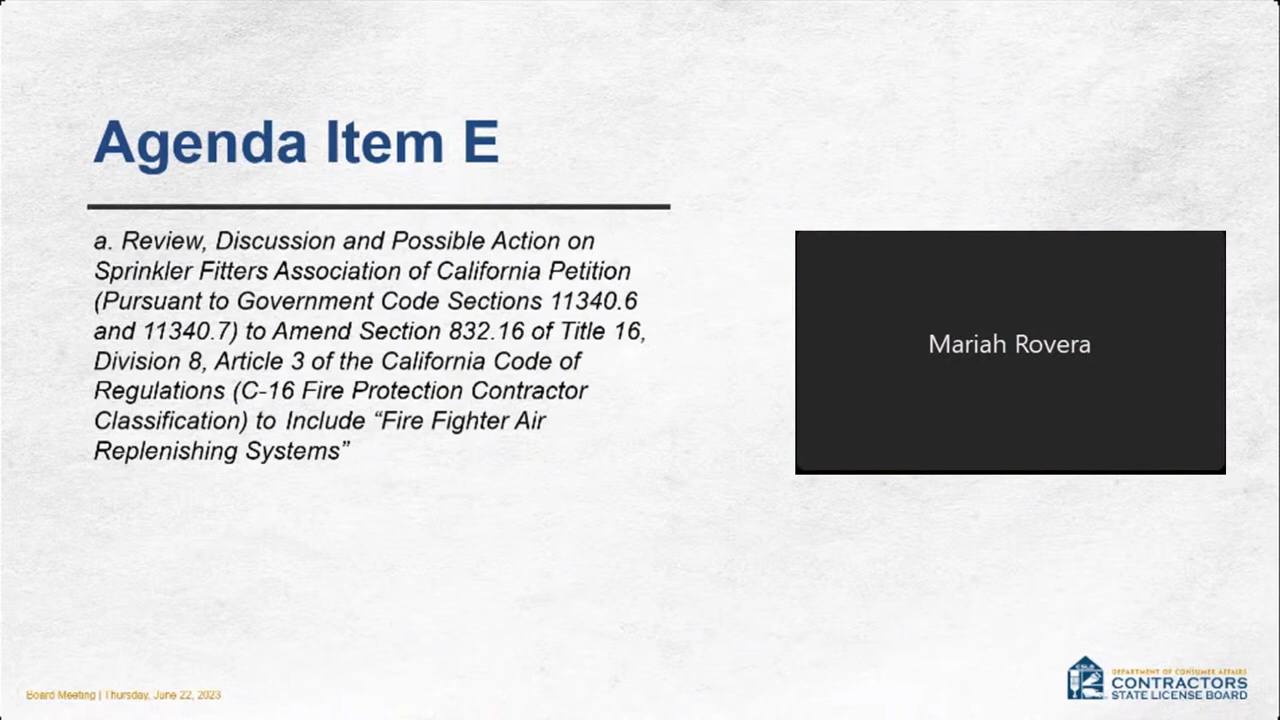 Agenda Item E
a. Review, Discussion and Possible Action on
Sprinkler Fitters Association of California Petition
(Pursuant to Government Code Sections 11340.6
and 11340.7) to Amend Section 832.16 of Title 16,
Division 8, Article 3 of the California Code of
Regulations (C-16 Fire Protection Contractor
Classification) to Include “Fire Fighter Air
Replenishing Systems”
Mariah Rovera
Board Meeting | Thursday, June 22, 2023
CSLB
DEPARTMENT OF CONSUMER AFFAIRS
CONTRACTORS
STATE LICENSE BOARD